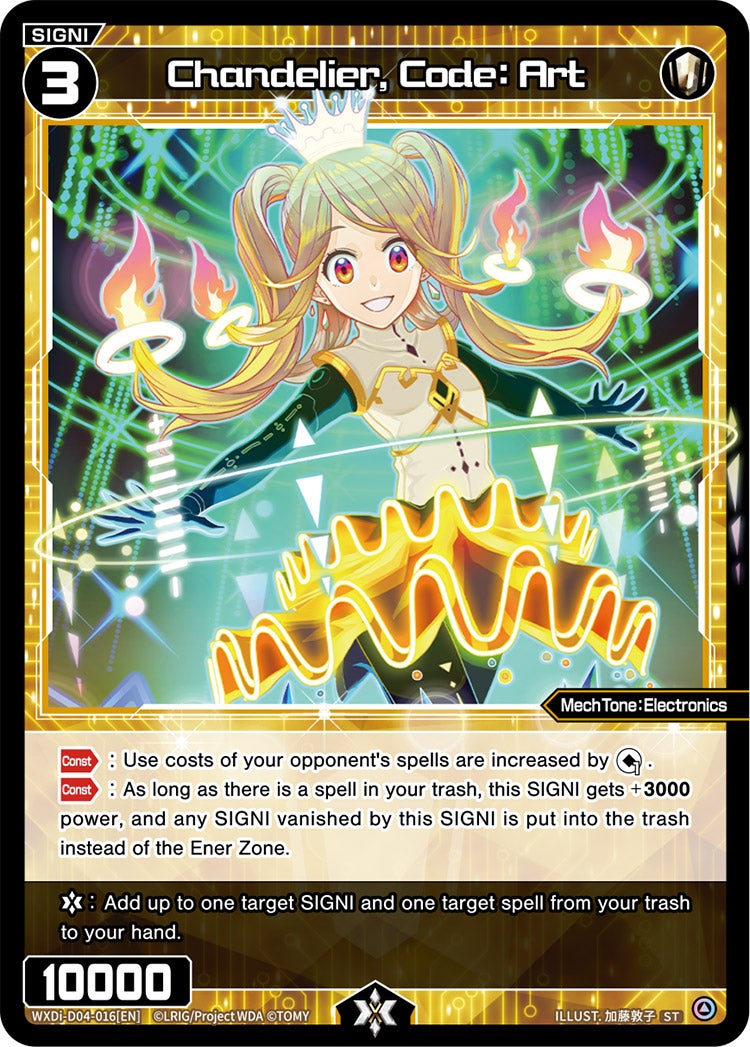 SIGNI
3
Chandelier, Code: Art
MechTone:Electronics
Const : Use costs of your opponent's spells are increased by .
Const : As long as there is a spell in your trash, this SIGNI gets +3000
power, and any SIGNI vanished by this SIGNI is put into the trash
instead of the Ener Zone.
: Add up to one target SIGNI and one target spell from your trash
to your hand.
10000
WXDi-D04-016[EN] ©LRIG/Project WDA ©TOMY
ILLUST. 加藤敦子 ST